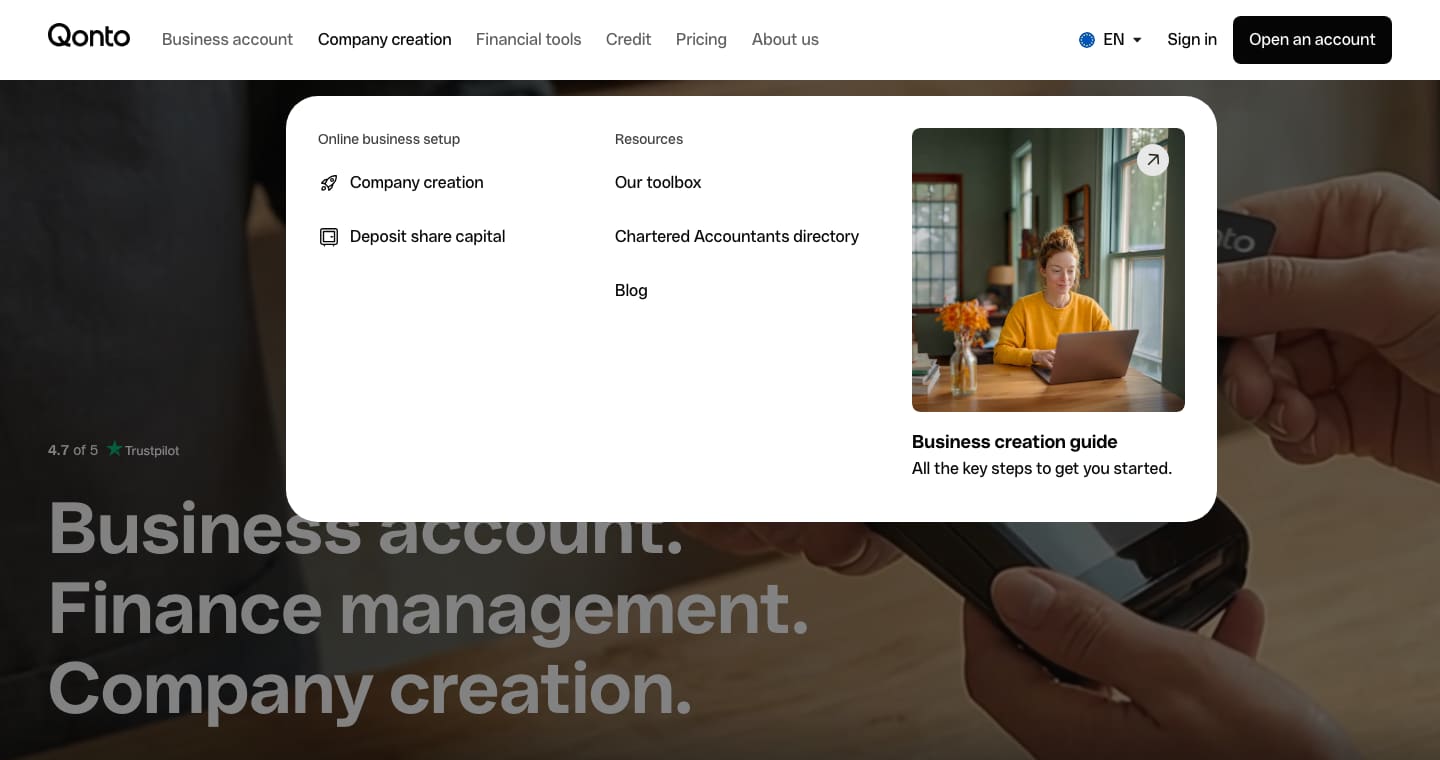 Qonto
Business account
Company creation
Financial tools
Credit
Pricing
About us
EN
Sign in
Open an account
Online business setup
Company creation
Deposit share capital
Resources
Our toolbox
Chartered Accountants directory
Blog
Business creation guide
All the key steps to get you started.
4.7 of 5 Trustpilot
Business account.
Finance management.
Company creation.